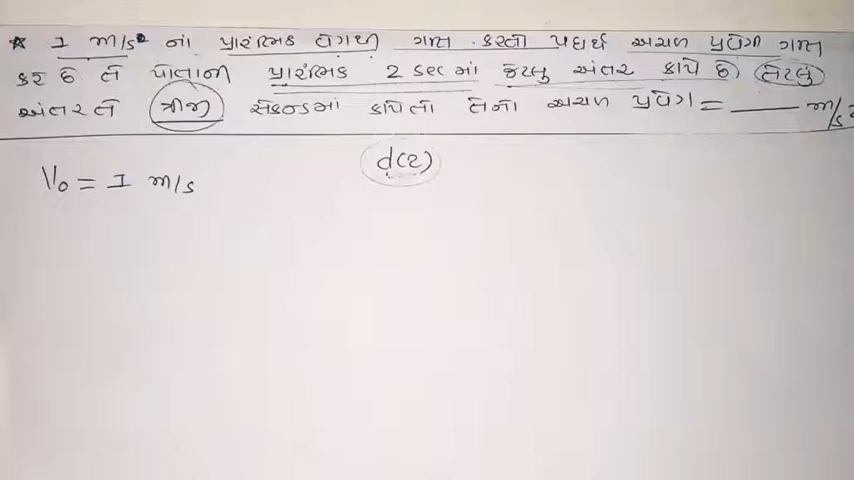 * 1 m/s² નાં પ્રારંભિક વેગથી ગતિ કરતો પદાર્થ અચળ પ્રવેગી ગતિ
કરે છે તે પોતાની પ્રારંભિક 2 sec માં જેટલુ અંતર કાપે છે તેટલું
અંતર તે ત્રીજી સેકન્ડમાં કાપે તો તેનો અચળ પ્રવેગ = ____ m/s²
V₀ = 1 m/s
d(2)